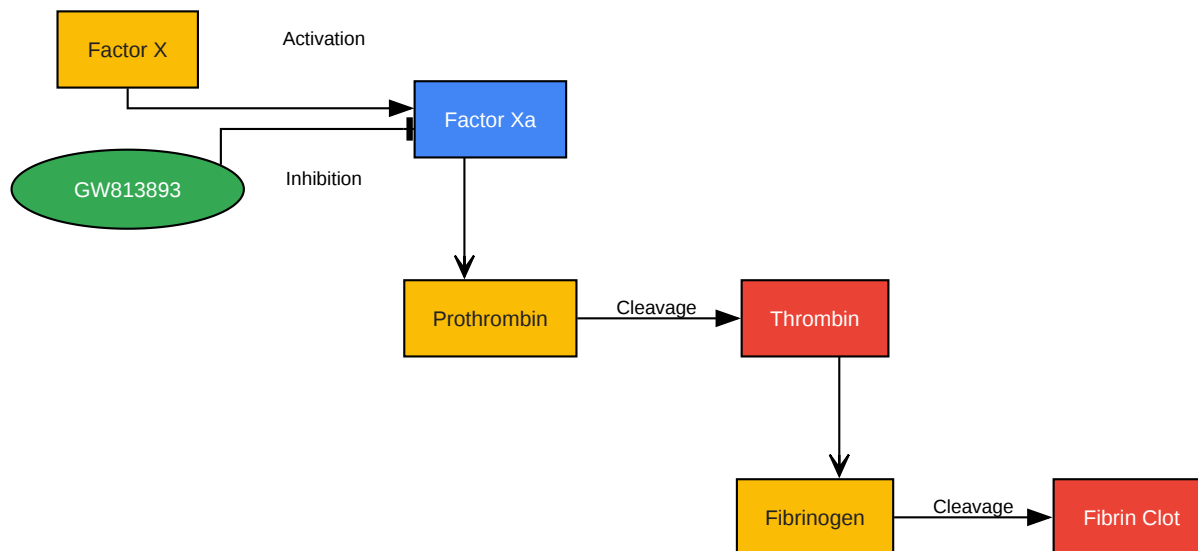 Factor X
Activation
Factor Xa
GW813893
Inhibition
Prothrombin
Cleavage
Thrombin
Fibrinogen
Cleavage
Fibrin Clot